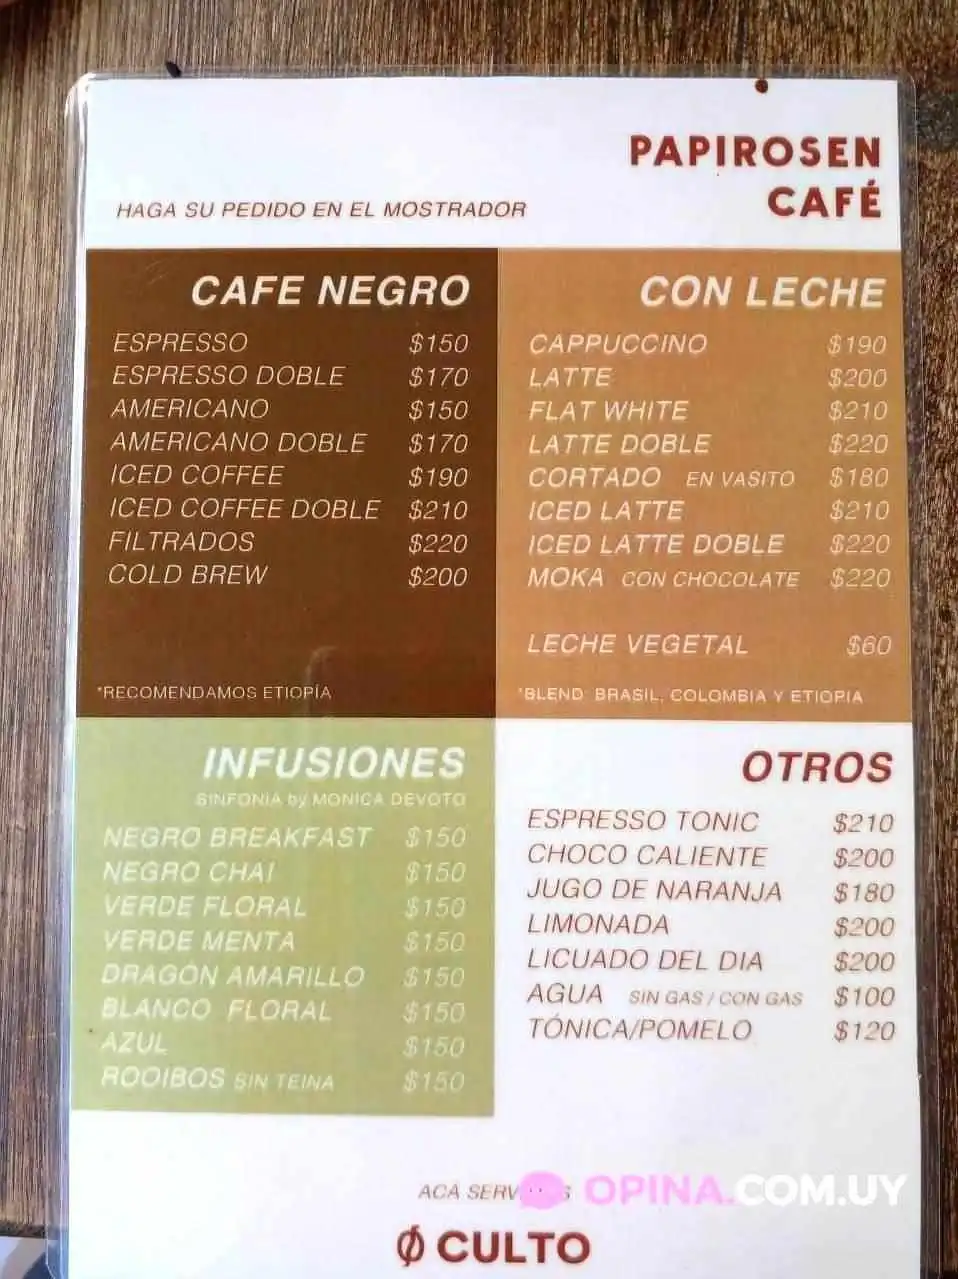 PAPIROSEN
CAFÉ
HAGA SU PEDIDO EN EL MOSTRADOR
CAFE NEGRO
ESPRESSO $150
ESPRESSO DOBLE $170
AMERICANO $150
AMERICANO DOBLE $170
ICED COFFEE $190
ICED COFFEE DOBLE $210
FILTRADOS $220
COLD BREW $200
*RECOMENDAMOS ETIOPÍA
CON LECHE
CAPPUCCINO $190
LATTE $200
FLAT WHITE $210
LATTE DOBLE $220
CORTADO EN VASITO $180
ICED LATTE $210
ICED LATTE DOBLE $220
MOKA CON CHOCOLATE $220
LECHE VEGETAL $60
*BLEND BRASIL, COLOMBIA Y ETIOPIA
INFUSIONES
SINFONIA by MONICA DEVOTO
NEGRO BREAKFAST $150
NEGRO CHAI $150
VERDE FLORAL $150
VERDE MENTA $150
DRAGÓN AMARILLO $150
BLANCO FLORAL $150
AZUL $150
ROOIBOS SIN TEINA $150
OTROS
ESPRESSO TONIC $210
CHOCO CALIENTE $200
JUGO DE NARANJA $180
LIMONADA $200
LICUADO DEL DIA $200
AGUA SIN GAS / CON GAS $100
TÓNICA/POMELO $120
ACÁ
OPINA.COM.UY
CULTO